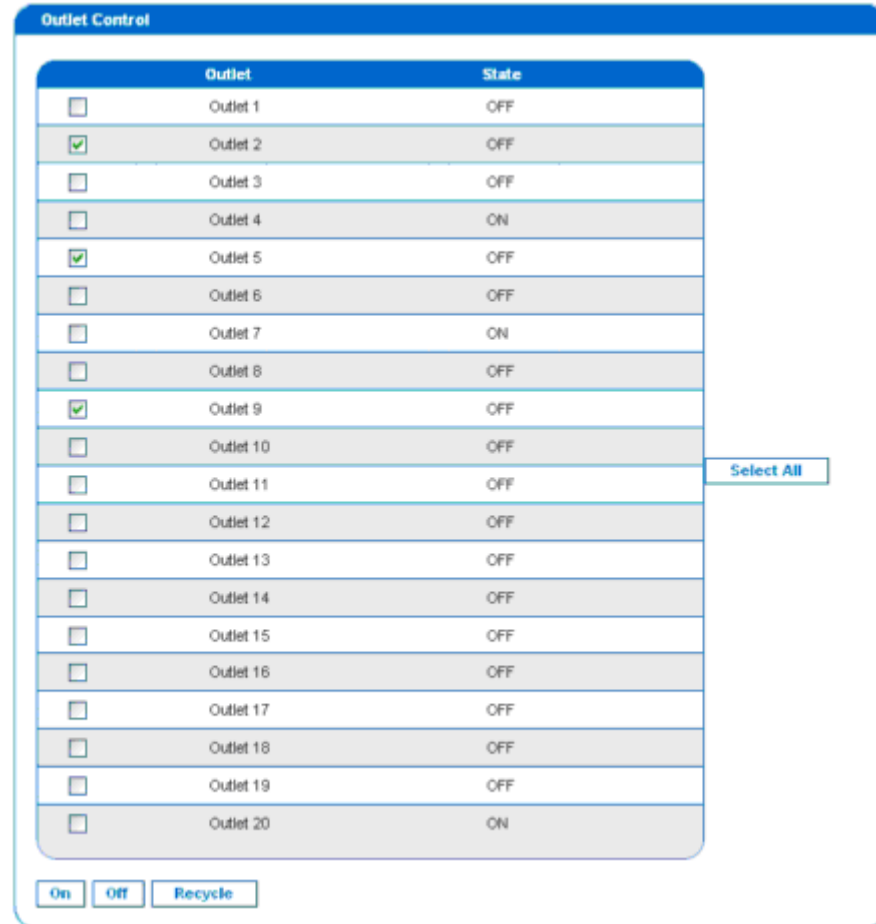 Outlet Control
Outlet State
Outlet 1 OFF
Outlet 2 OFF
Outlet 3 OFF
Outlet 4 ON
Outlet 5 OFF
Outlet 6 OFF
Outlet 7 ON
Outlet 8 OFF
Outlet 9 OFF
Outlet 10 OFF
Outlet 11 OFF
Select All
Outlet 12 OFF
Outlet 13 OFF
Outlet 14 OFF
Outlet 15 OFF
Outlet 16 OFF
Outlet 17 OFF
Outlet 18 OFF
Outlet 19 OFF
Outlet 20 ON
On Off Recycle